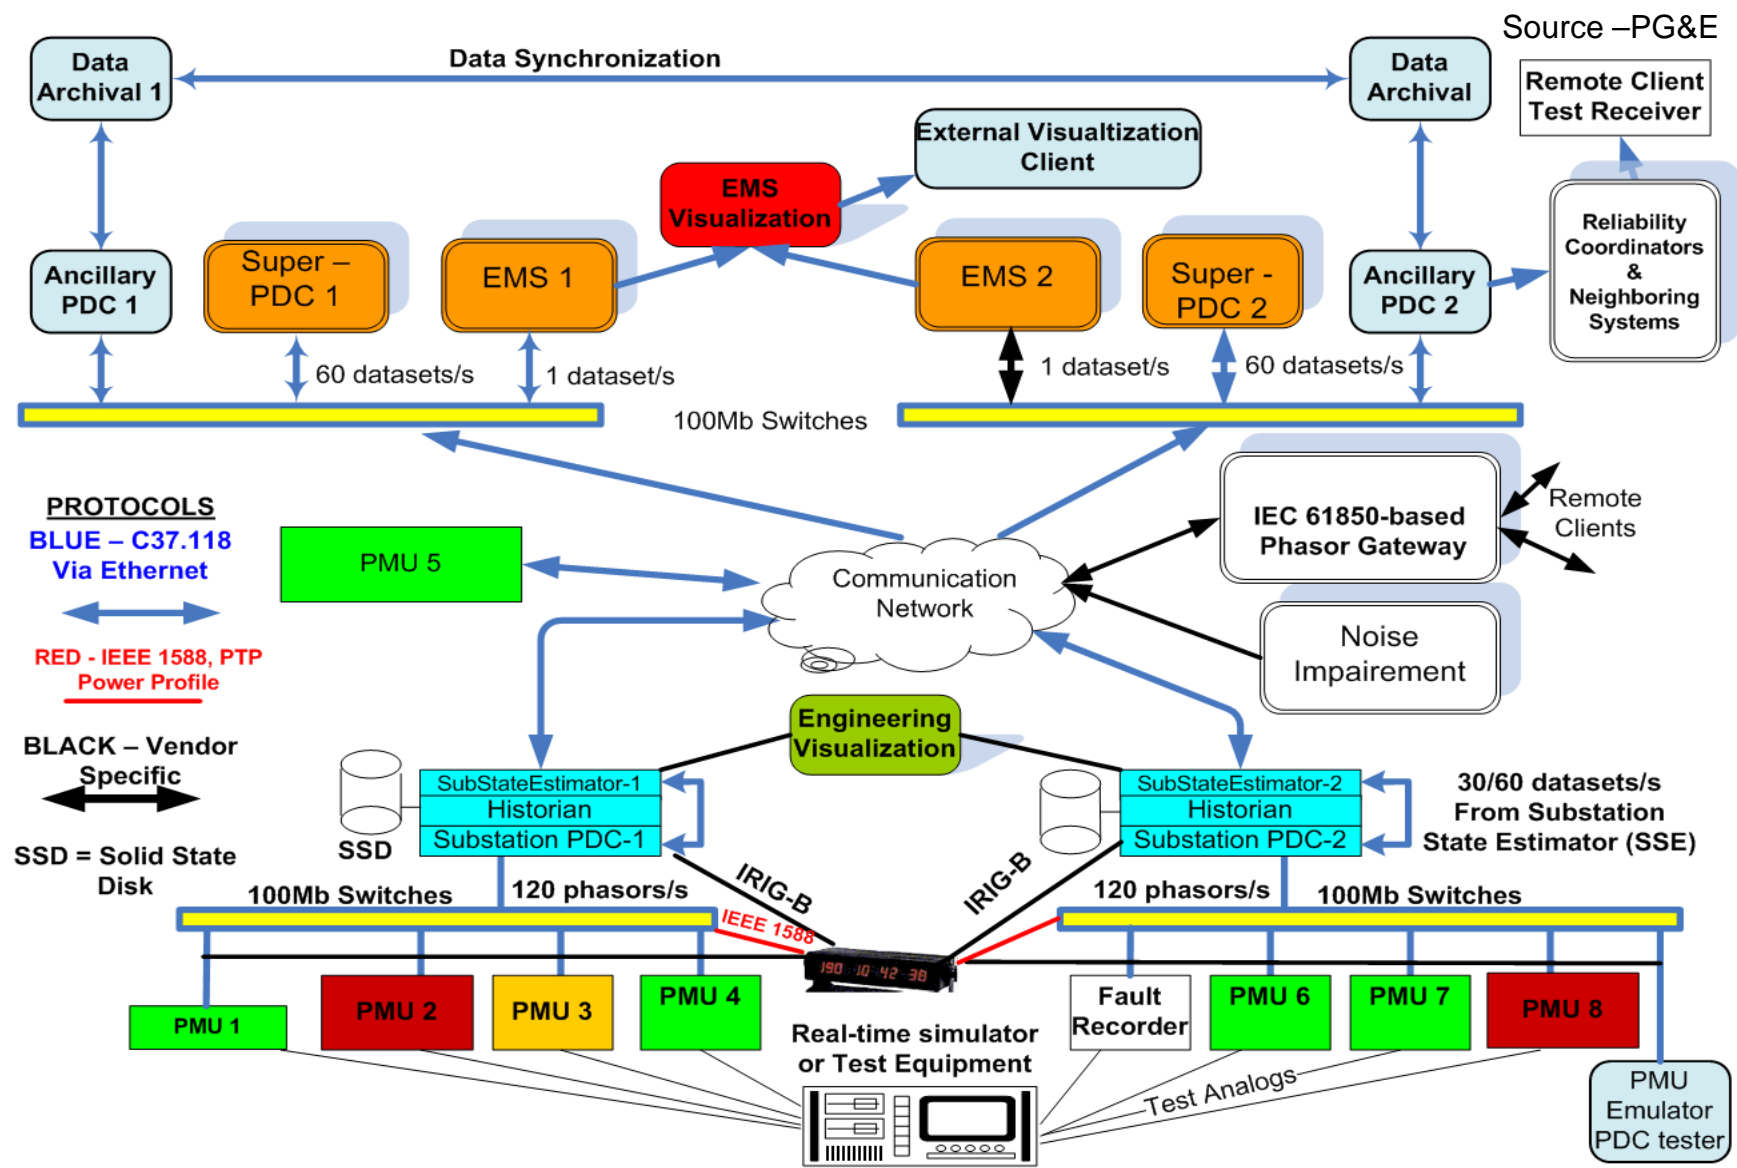 Source –PG&E
Data
Archival 1
Data Synchronization
Data
Archival
Remote Client
Test Receiver
External Visualtization
Client
EMS
Visualization
Reliability
Coordinators
&
Neighboring
Systems
Ancillary
PDC 1
Super –
PDC 1
EMS 1
EMS 2
Super -
PDC 2
Ancillary
PDC 2
60 datasets/s
1 dataset/s
1 dataset/s
60 datasets/s
100Mb Switches
PROTOCOLS
BLUE – C37.118
Via Ethernet
PMU 5
Communication
Network
IEC 61850-based
Phasor Gateway
Remote
Clients
RED - IEEE 1588, PTP
Power Profile
Noise
Impairement
Engineering
Visualization
BLACK – Vendor
Specific
SSD = Solid State
Disk
SSD
SubStateEstimator-1
Historian
Substation PDC-1
SubStateEstimator-2
Historian
Substation PDC-2
30/60 datasets/s
From Substation
State Estimator (SSE)
100Mb Switches
120 phasors/s
IRIG-B
IEEE 1588
IRIG-B
120 phasors/s
100Mb Switches
190 10 42 38
PMU 1
PMU 2
PMU 3
PMU 4
Fault
Recorder
PMU 6
PMU 7
PMU 8
Real-time simulator
or Test Equipment
Test Analogs
PMU
Emulator
PDC tester